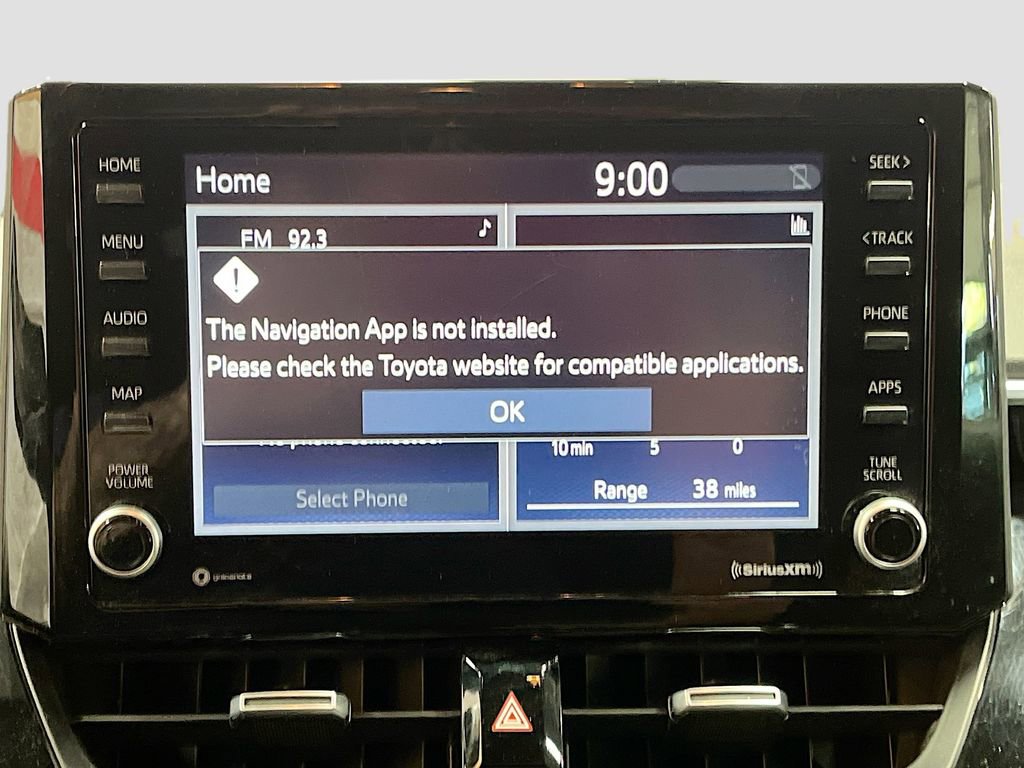 HOME
SEEK>
Home
9:00
MENU
<TRACK
FM 92.3
AUDIO
PHONE
The Navigation App is not installed.
Please check the Toyota website for compatible applications.
MAP
APPS
OK
10 min 5 0
POWER
VOLUME
TUNE
SCROLL
Select Phone
Range 38 miles
SiriusXM